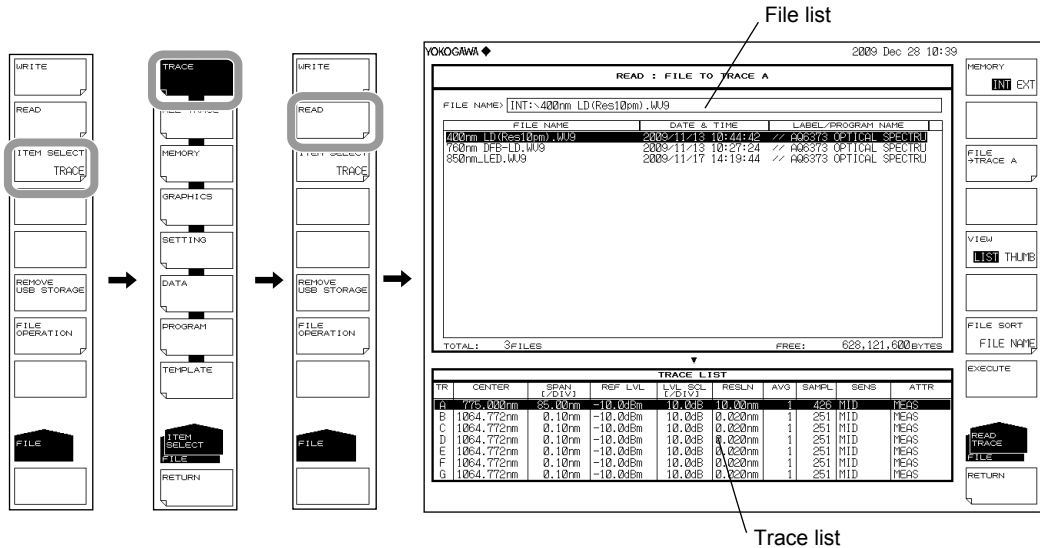 File list
WRITE
READ
ITEM SELECT
TRACE
REMOVE
USB STORAGE
FILE
OPERATION
FILE
TRACE
MEMORY
GRAPHICS
SETTING
DATA
PROGRAM
TEMPLATE
ITEM
SELECT
FILE
RETURN
WRITE
READ
TRACE
REMOVE
USB STORAGE
FILE
OPERATION
FILE
YOKOGAWA ◆ 2009 Dec 28 10:39
READ : FILE TO TRACE A
FILE NAME> INT:\400nm LD(Res10pm).WV9
FILE NAME DATE & TIME LABEL/PROGRAM NAME
400nm LD(Res10pm).WV9 2009/11/13 10:44:42 // AQ6373 OPTICAL SPECTRU
760nm DFB-LD.WV9 2009/11/13 10:27:24 // AQ6373 OPTICAL SPECTRU
850nm_LED.WV9 2009/11/17 14:19:44 // AQ6373 OPTICAL SPECTRU
TOTAL: 3FILES FREE: 628,121,600BYTES
TRACE LIST
TR CENTER SPAN [/DIV] REF LVL LVL SCL [/DIV] RESLN AVG SAMPL SENS ATTR
A 775.000nm 85.00nm -10.0dBm 10.0dB 10.00nm 1 426 MID MEAS
B 1064.772nm 0.10nm -10.0dBm 10.0dB 0.020nm 1 251 MID MEAS
C 1064.772nm 0.10nm -10.0dBm 10.0dB 0.020nm 1 251 MID MEAS
D 1064.772nm 0.10nm -10.0dBm 10.0dB 0.020nm 1 251 MID MEAS
E 1064.772nm 0.10nm -10.0dBm 10.0dB 0.020nm 1 251 MID MEAS
F 1064.772nm 0.10nm -10.0dBm 10.0dB 0.020nm 1 251 MID MEAS
G 1064.772nm 0.10nm -10.0dBm 10.0dB 0.020nm 1 251 MID MEAS
MEMORY
INT EXT
FILE
→TRACE A
VIEW
LIST THUMB
FILE SORT
FILE NAME
EXECUTE
READ
TRACE
FILE
RETURN
Trace list